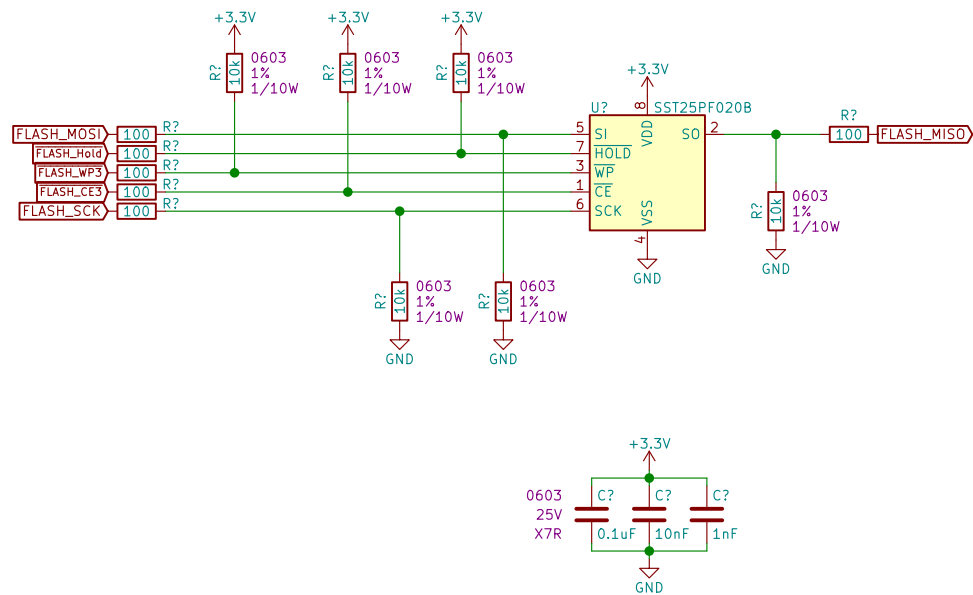 +3.3V
+3.3V
+3.3V
R?
10k
0603
1%
1/10W
R?
10k
0603
1%
1/10W
R?
10k
0603
1%
1/10W
+3.3V
U?
8
SST25PF020B
FLASH_MOSI
100
R?
5
SI
VDD
SO
2
R?
100
FLASH_MISO
FLASH_Hold
100
R?
7
HOLD
FLASH_WP3
100
R?
3
WP
FLASH_CE3
100
R?
1
CE
FLASH_SCK
100
R?
6
SCK
VSS
4
GND
R?
10k
0603
1%
1/10W
GND
R?
10k
0603
1%
1/10W
GND
R?
10k
0603
1%
1/10W
GND
+3.3V
0603
25V
X7R
C?
0.1uF
C?
10nF
C?
1nF
GND